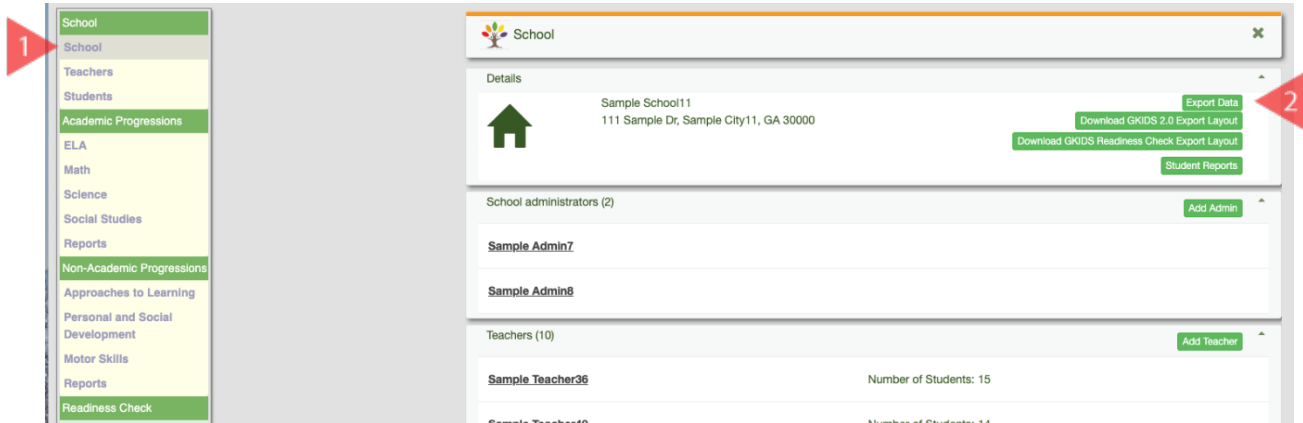 1
School
School
Teachers
Students
Academic Progressions
ELA
Math
Science
Social Studies
Reports
Non-Academic Progressions
Approaches to Learning
Personal and Social
Development
Motor Skills
Reports
Readiness Check
School
Details
Sample School11
111 Sample Dr, Sample City11, GA 30000
Export Data
2
Download GKIDS 2.0 Export Layout
Download GKIDS Readiness Check Export Layout
Student Reports
School administrators (2)
Add Admin
Sample Admin7
Sample Admin8
Teachers (10)
Add Teacher
Sample Teacher36
Number of Students: 15